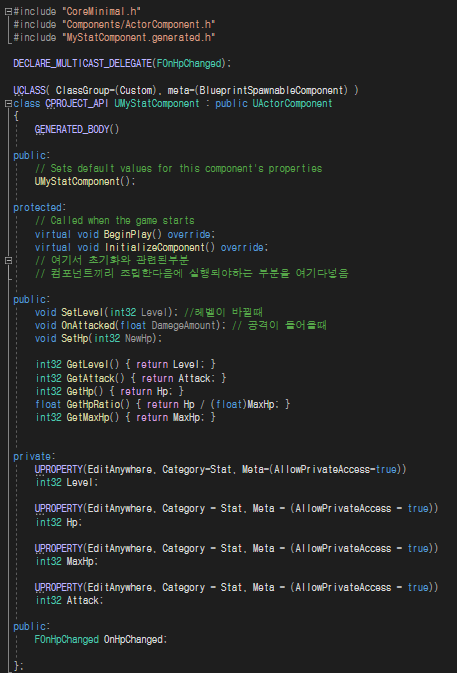 #include "CoreMinimal.h"
#include "Components/ActorComponent.h"
#include "MyStatComponent.generated.h"
DECLARE_MULTICAST_DELEGATE(FOnHpChanged);
UCLASS( ClassGroup=(Custom), meta=(BlueprintSpawnableComponent) )
class CPROJECT_API UMyStatComponent : public UActorComponent
{
GENERATED_BODY()
public:
// Sets default values for this component's properties
UMyStatComponent();
protected:
// Called when the game starts
virtual void BeginPlay() override;
virtual void InitializeComponent() override;
// 여기서 초기화와 관련된부분
// 컴포넌트끼리 조립한다음에 실행되야하는 부분을 여기다넣음
public:
void SetLevel(int32 Level); //레벨이 바뀔때
void OnAttacked(float DamegeAmount); // 공격이 들어올때
void SetHp(int32 NewHp);
int32 GetLevel() { return Level; }
int32 GetAttack() { return Attack; }
int32 GetHp() { return Hp; }
float GetHpRatio() { return Hp / (float)MaxHp; }
int32 GetMaxHp() { return MaxHp; }
private:
UPROPERTY(EditAnywhere, Category=Stat, Meta=(AllowPrivateAccess=true))
int32 Level;
UPROPERTY(EditAnywhere, Category = Stat, Meta = (AllowPrivateAccess = true))
int32 Hp;
UPROPERTY(EditAnywhere, Category = Stat, Meta = (AllowPrivateAccess = true))
int32 MaxHp;
UPROPERTY(EditAnywhere, Category = Stat, Meta = (AllowPrivateAccess = true))
int32 Attack;
public:
FOnHpChanged OnHpChanged;
};